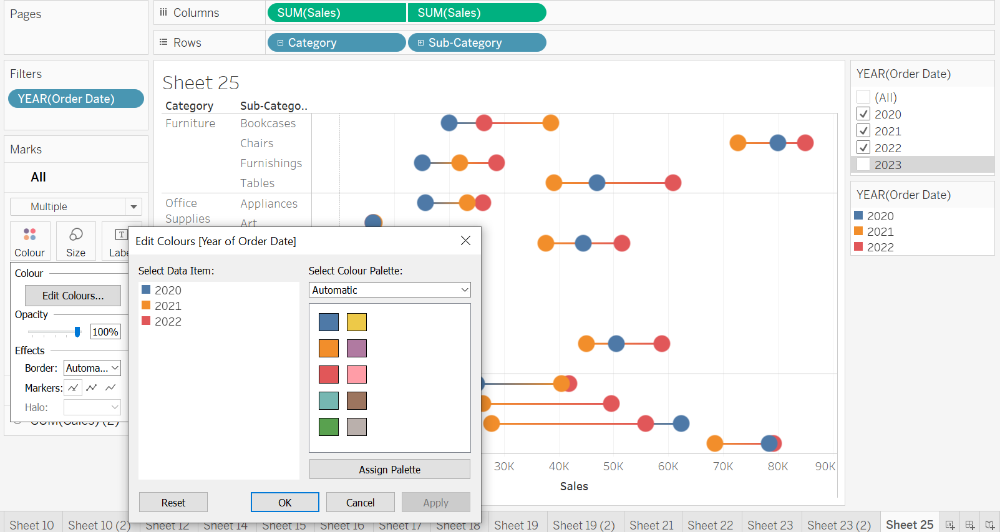 Pages
Columns
SUM(Sales)
SUM(Sales)
Rows
Category
Sub-Category
Filters
YEAR(Order Date)
Marks
All
Multiple
Colour
Size
Labe
Colour
Edit Colours...
Opacity
100%
Effects
Border: Automa...
Markers:
Halo:
SUM(Sales) (2)
Sheet 25
Category Sub-Catego..
Furniture Bookcases
Chairs
Furnishings
Tables
Office
Supplies
Appliances
Art
Edit Colours [Year of Order Date]
Select Data Item:
2020
2021
2022
Select Colour Palette:
Automatic
Assign Palette
Reset
OK
Cancel
Apply
30K 40K 50K 60K 70K 80K 90K
Sales
YEAR(Order Date)
(All)
2020
2021
2022
2023
YEAR(Order Date)
2020
2021
2022
Sheet 10 Sheet 10 (2) Sheet 12 Sheet 14 Sheet 15 Sheet 16 Sheet 17 Sheet 18 Sheet 19 Sheet 19 (2) Sheet 21 Sheet 22 Sheet 23 Sheet 23 (2) Sheet 25